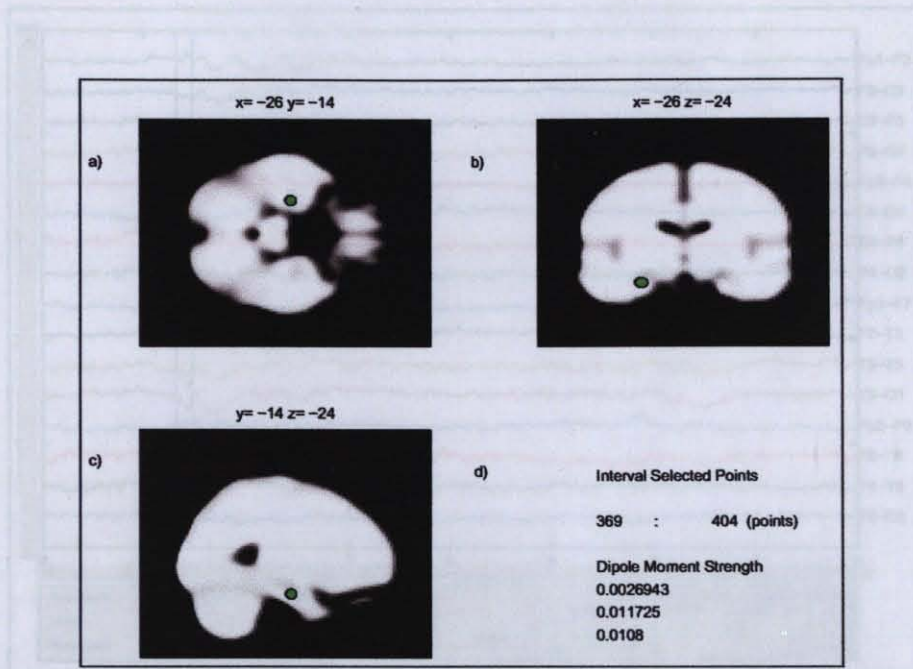 x= −26 y= −14
x= −26 z= −24
a)
b)
y= −14 z= −24
c)
d)
Interval Selected Points
369 : 404 (points)
Dipole Moment Strength
0.0026943
0.011725
0.0108